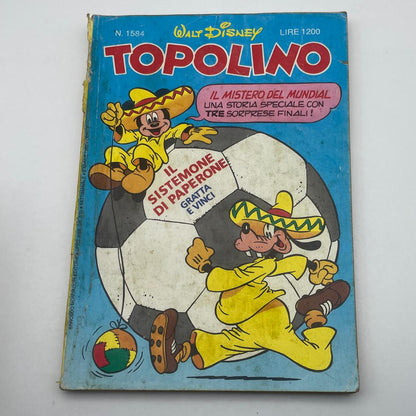 N. 1584
WALT DISNEY
LIRE 1200
TOPOLINO
IL MISTERO DEL MUNDIAL
UNA STORIA SPECIALE CON
TRE SORPRESE FINALI!
IL
SISTEMONE
DI PAPERONE
GRATTA
E VINCI